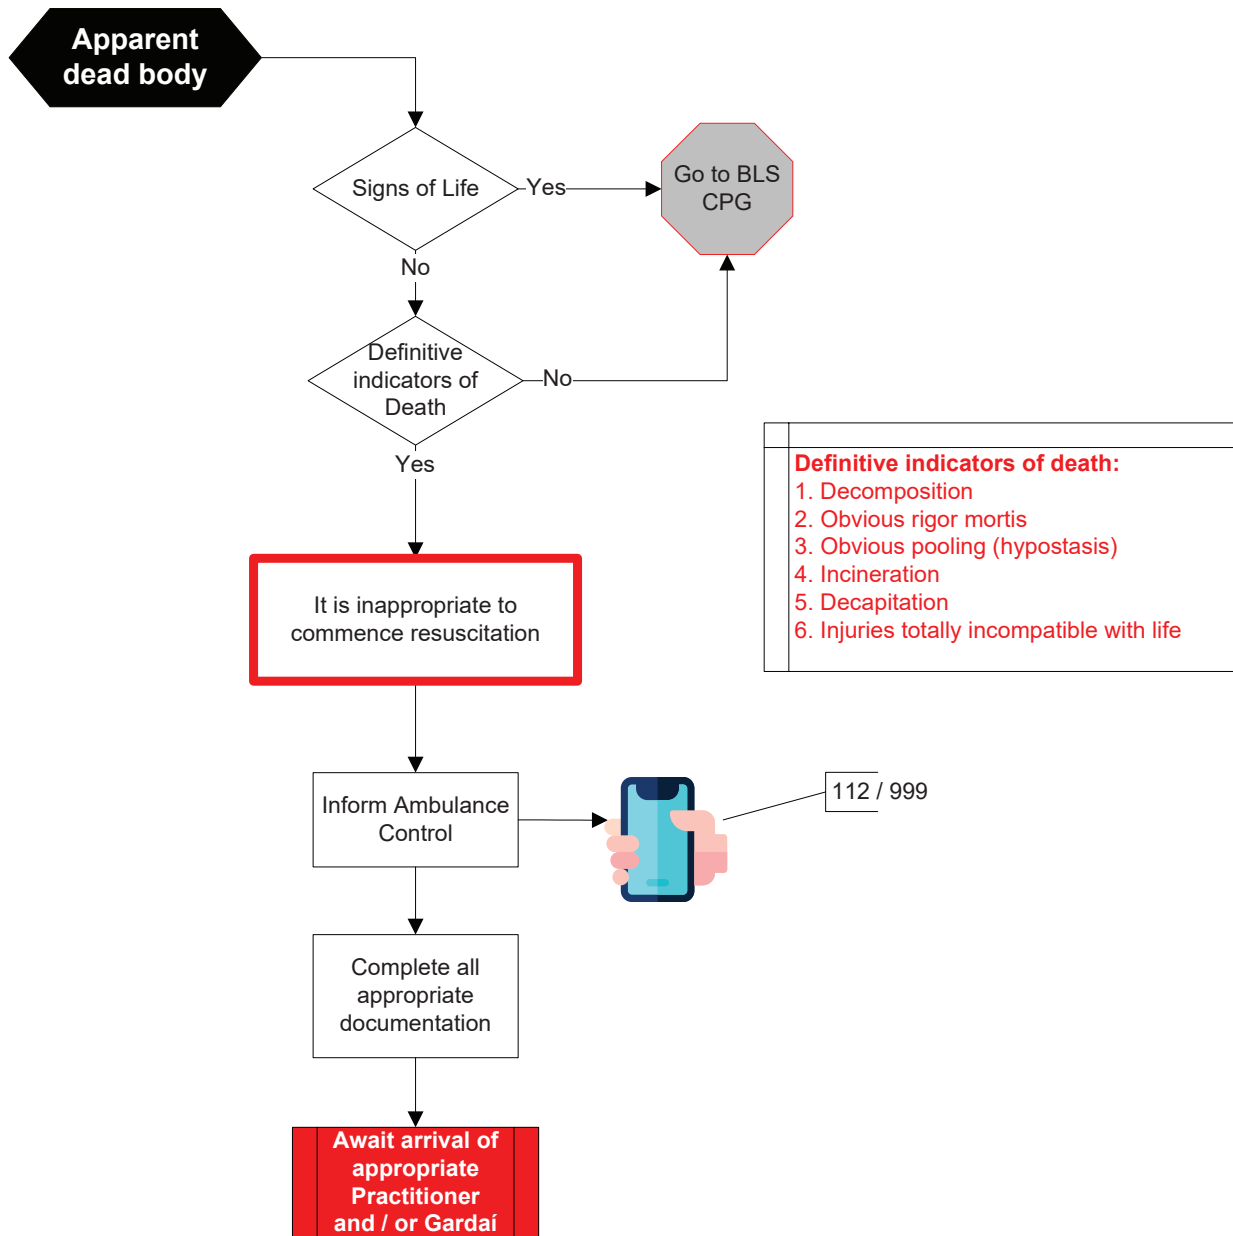 Apparent
dead body
Signs of Life
Yes
Go to BLS
CPG
No
Definitive
indicators of
Death
No
Yes
Definitive indicators of death:
1. Decomposition
2. Obvious rigor mortis
3. Obvious pooling (hypostasis)
4. Incineration
5. Decapitation
6. Injuries totally incompatible with life
It is inappropriate to
commence resuscitation
Inform Ambulance
Control
112 / 999
Complete all
appropriate
documentation
Await arrival of
appropriate
Practitioner
and / or Gardaí